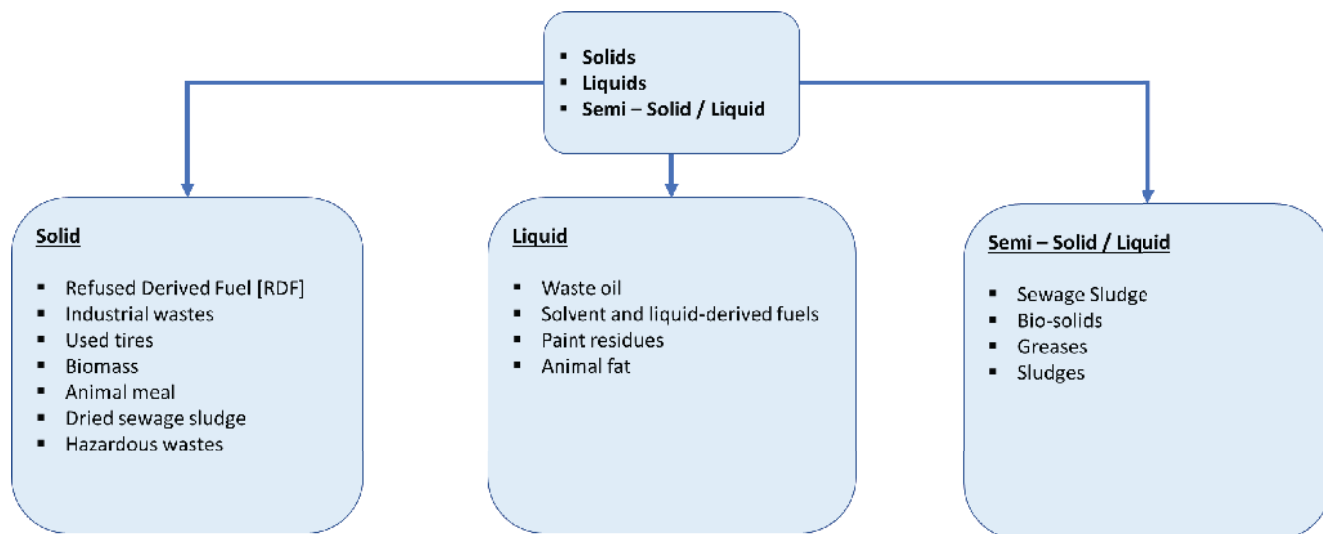 ▪ Solids
▪ Liquids
▪ Semi – Solid / Liquid
Solid
▪ Refused Derived Fuel [RDF]
▪ Industrial wastes
▪ Used tires
▪ Biomass
▪ Animal meal
▪ Dried sewage sludge
▪ Hazardous wastes
Liquid
▪ Waste oil
▪ Solvent and liquid-derived fuels
▪ Paint residues
▪ Animal fat
Semi – Solid / Liquid
▪ Sewage Sludge
▪ Bio-solids
▪ Greases
▪ Sludges